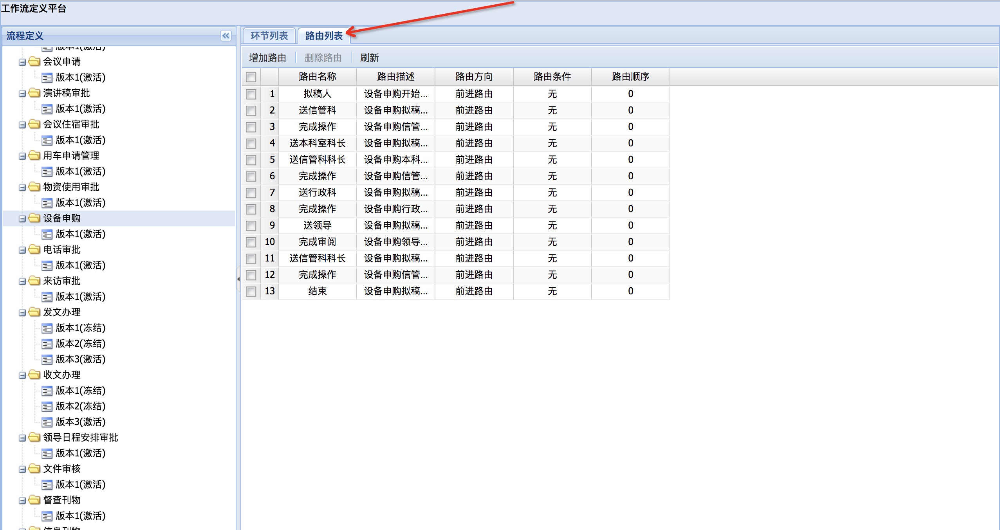 工作流定义平台
流程定义
版本1(激活)
会议申请
版本1(激活)
演讲稿审批
版本1(激活)
会议住宿审批
版本1(激活)
用车申请管理
版本1(激活)
物资使用审批
版本1(激活)
设备申购
版本1(激活)
电话审批
版本1(激活)
来访审批
版本1(激活)
发文办理
版本1(冻结)
版本2(冻结)
版本3(激活)
收文办理
版本1(冻结)
版本2(冻结)
版本3(激活)
领导日程安排审批
版本1(激活)
文件审核
版本1(激活)
督查刊物
版本1(激活)
信息刊物
环节列表 路由列表
增加路由 删除路由 刷新
路由名称 路由描述 路由方向 路由条件 路由顺序
1 拟稿人 设备申购开始... 前进路由 无 0
2 送信管科 设备申购拟稿... 前进路由 无 0
3 完成操作 设备申购信管... 前进路由 无 0
4 送本科室科长 设备申购拟稿... 前进路由 无 0
5 送信管科科长 设备申购本科... 前进路由 无 0
6 完成操作 设备申购信管... 前进路由 无 0
7 送行政科 设备申购拟稿... 前进路由 无 0
8 完成操作 设备申购行政... 前进路由 无 0
9 送领导 设备申购拟稿... 前进路由 无 0
10 完成审阅 设备申购领导... 前进路由 无 0
11 送信管科科长 设备申购拟稿... 前进路由 无 0
12 完成操作 设备申购信管... 前进路由 无 0
13 结束 设备申购拟稿... 前进路由 无 0